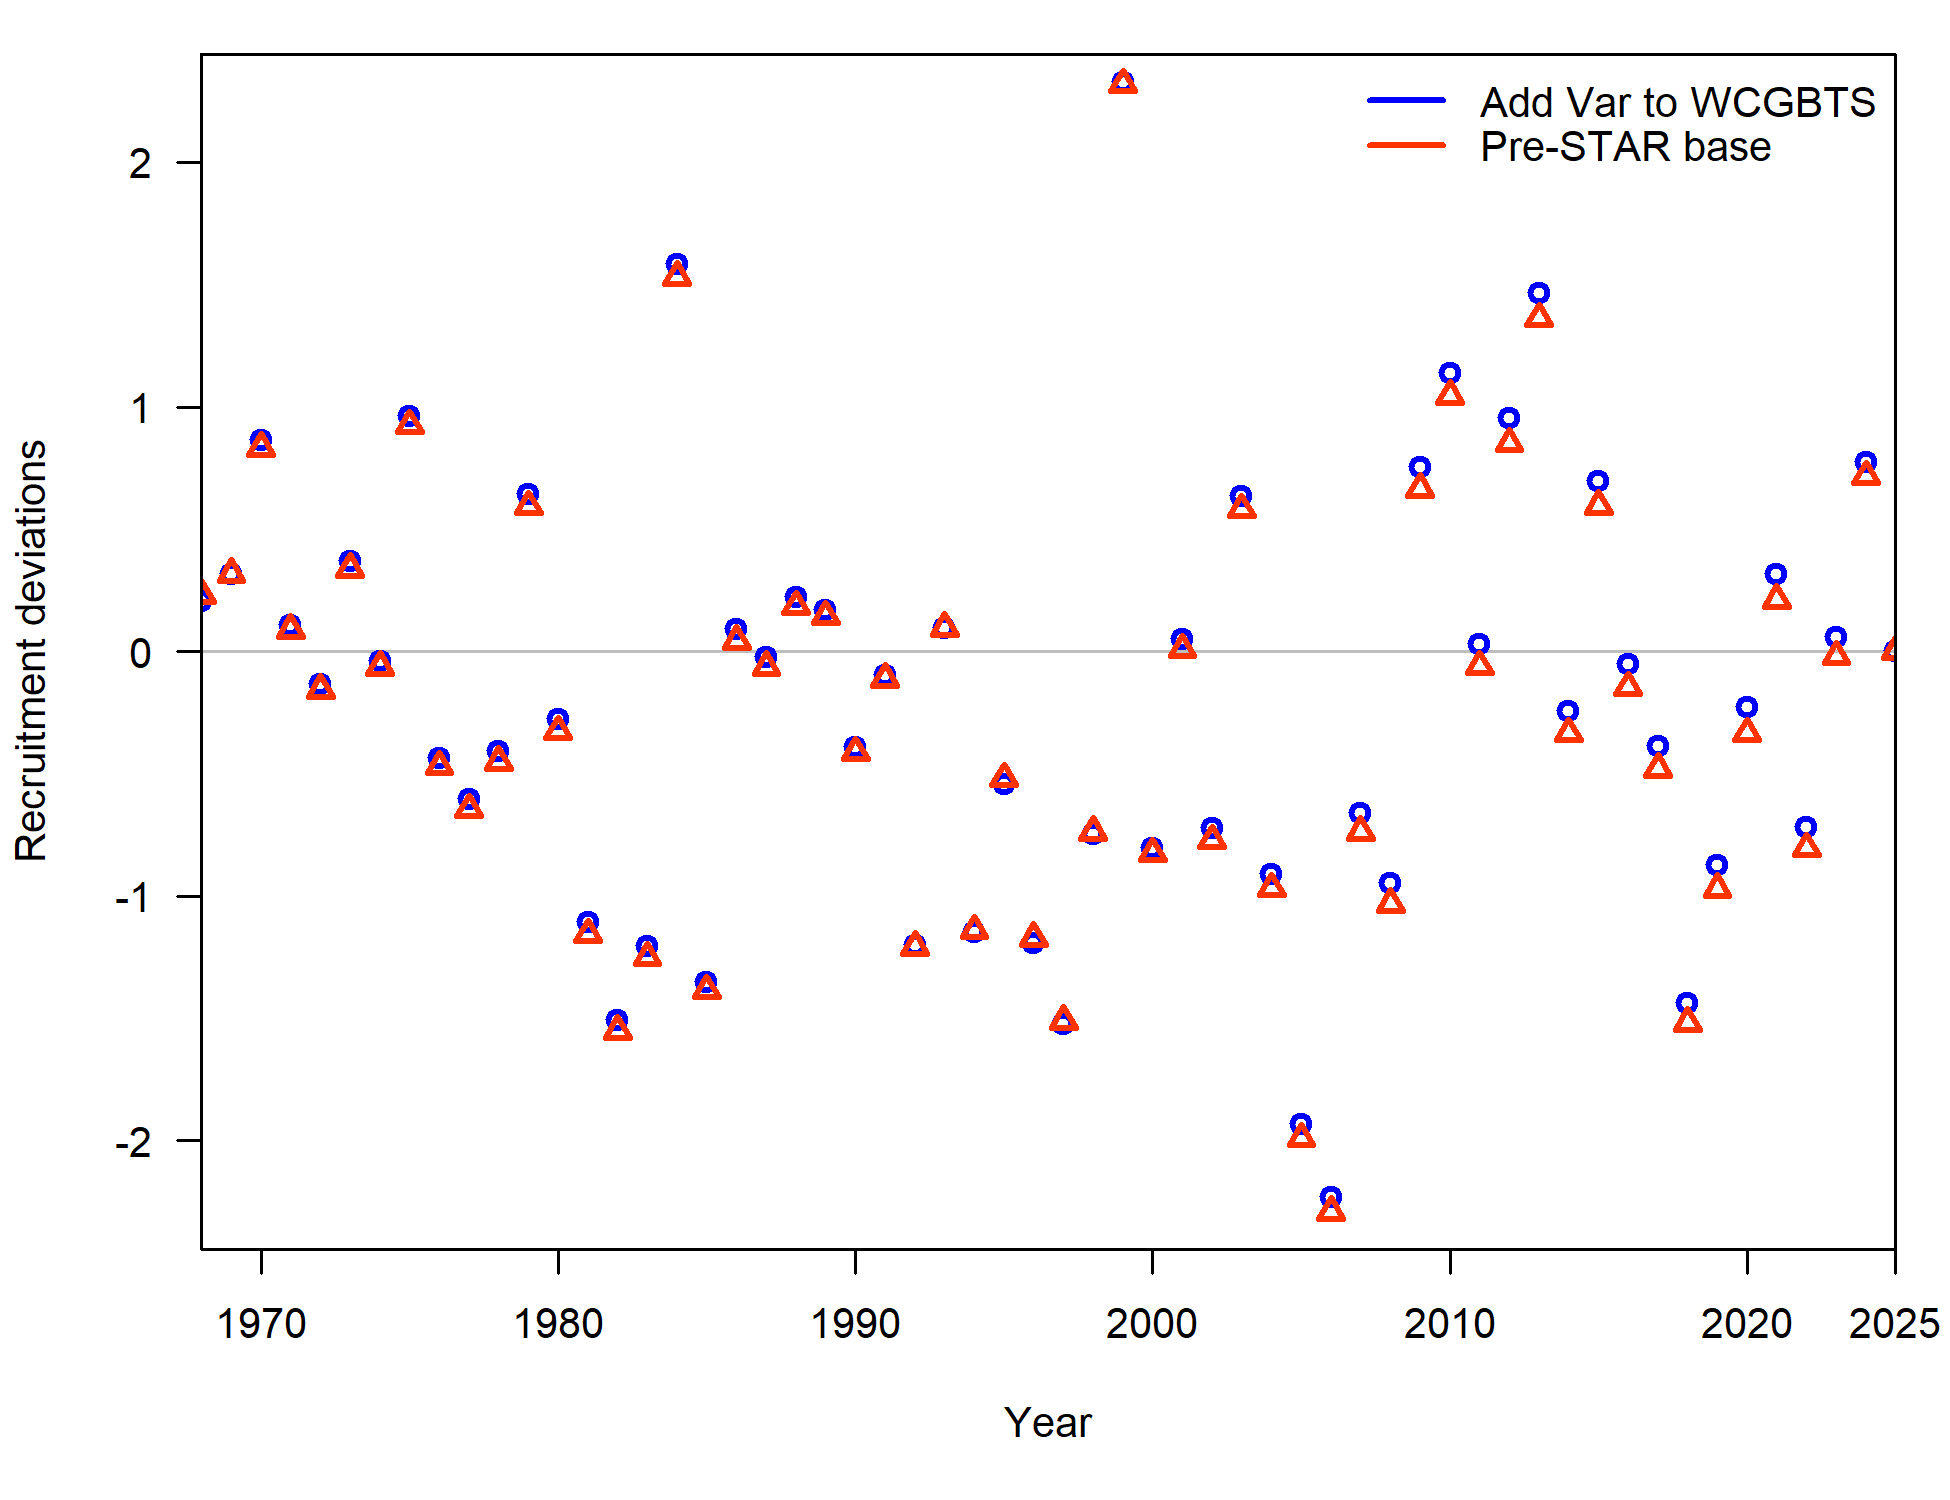 Add Var to WCGBTS
Pre-STAR base
2
1
0
-1
-2
Recruitment deviations
1970 1980 1990 2000 2010 2020 2025
Year